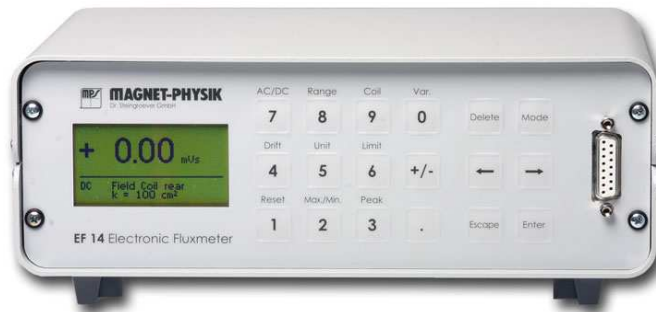 MPS MAGNET-PHYSIK
Dr. Steingroever GmbH
+ 0.00 mVs
DC Field Coil rear
k = 100 cm²
EF 14 Electronic Fluxmeter
AC/DC Range Coil Var.
7 8 9 0 Delete Mode
Drift Unit Limit
4 5 6 +/- ← →
Reset Max./Min. Peak
1 2 3 . Escape Enter